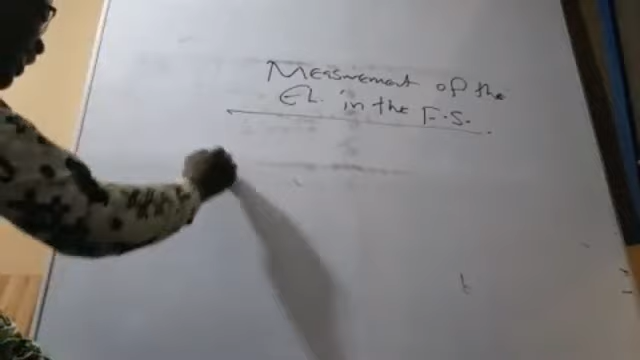 Measurement of the
EL. in the F.S.